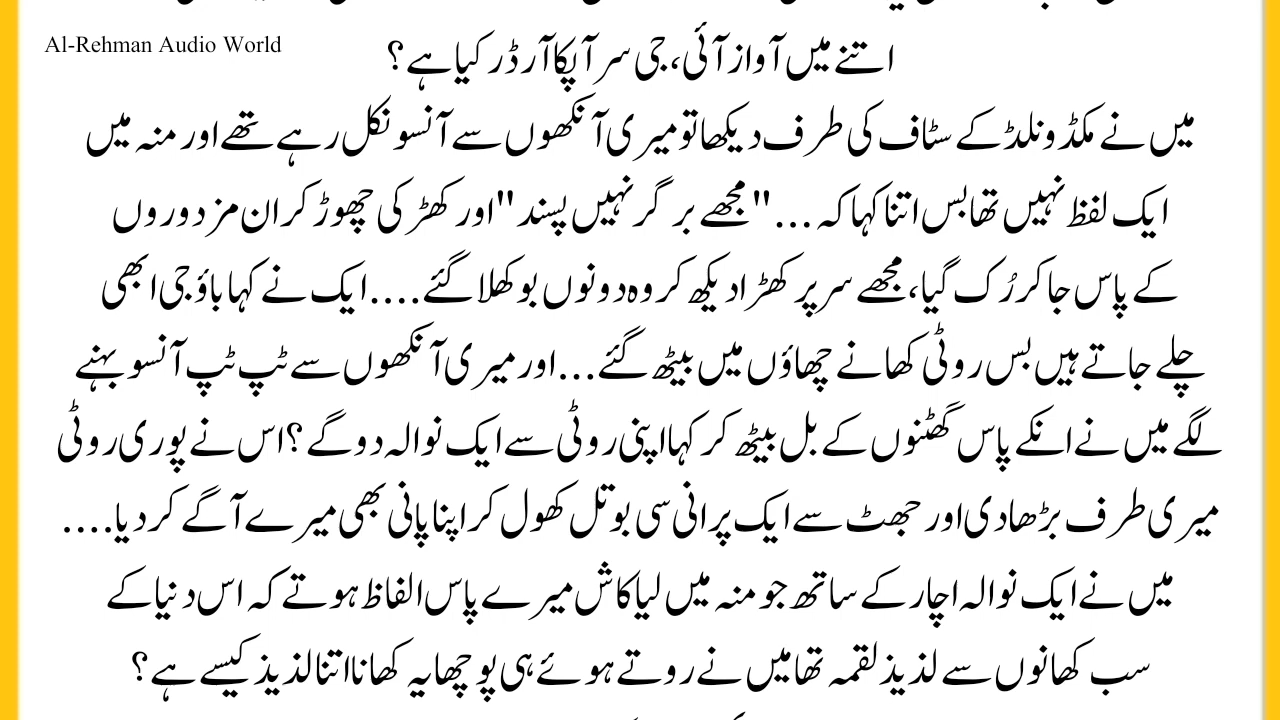 Al-Rehman Audio World
اتنے میں آواز آئی، جی سر آپکا آرڈر کیا ہے ؟
میں نے مکڈونلڈ کے سٹاف کی طرف دیکھا تو میری آنکھوں سے آنسو نکل رہے تھے اور منہ میں
ایک لفظ نہیں تھا بس اتنا کہا کہ ..."مجھے برگر نہیں پسند "اور کھڑکی چھوڑ کر ان مزدوروں
کے پاس جا کر رُک گیا، مجھے سر پر کھڑا دیکھ کر وہ دونوں بوکھلا گئے ....ایک نے کہا باؤ جی ابھی
چلے جاتے ہیں بس روٹی کھانے چھاؤں میں بیٹھ گئے ...اور میری آنکھوں سے ٹپ ٹپ آنسو بہنے
لگے میں نے انکے پاس گھٹنوں کے بل بیٹھ کر کہا اپنی روٹی سے ایک نوالہ دو گے ؟اس نے پوری روٹی
میری طرف بڑھا دی اور جھٹ سے ایک پرانی سی بوتل کھول کر اپنا پانی بھی میرے آگے کر دیا....
میں نے ایک نوالہ اچار کے ساتھ جو منہ میں لیا کاش میرے پاس الفاظ ہوتے کہ اس دنیا کے
سب کھانوں سے لذیذ لقمہ تھا میں نے روتے ہوئے ہی پوچھا یہ کھانا اتنا لذیذ کیسے ہے ؟